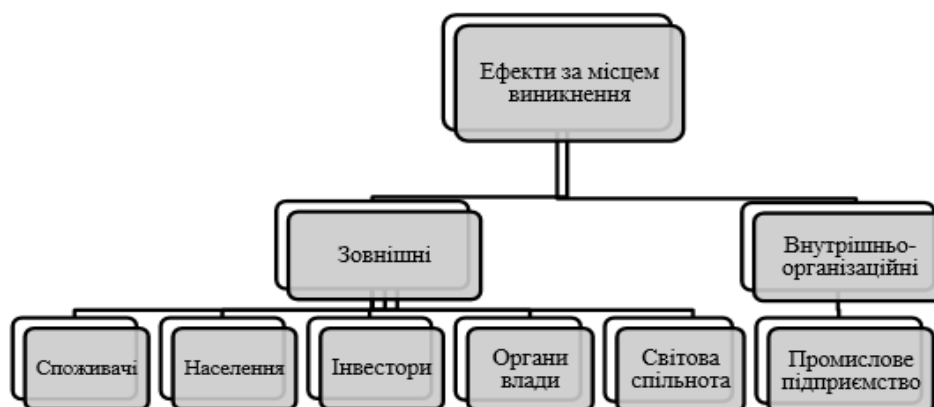 Ефекти за місцем
виникнення
Зовнішні
Внутрішньо-
організаційні
Споживачі
Населення
Інвестори
Органи
влади
Світова
спільнота
Промислове
підприємство